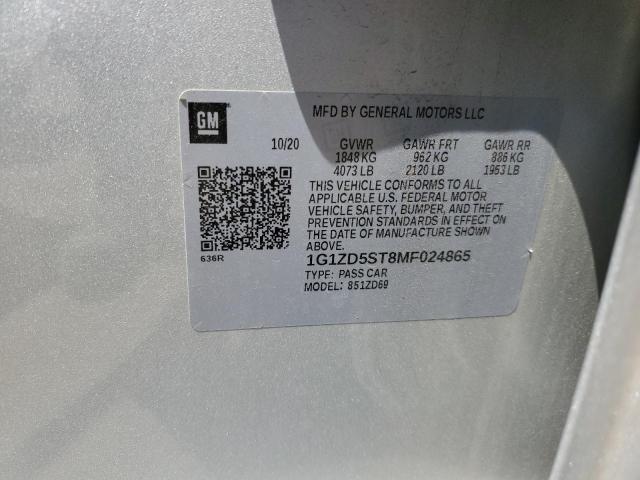 GM
MFD BY GENERAL MOTORS LLC
10/20 GVWR GAWR FRT GAWR RR
1848 KG 962 KG 886 KG
4073 LB 2120 LB 1953 LB
THIS VEHICLE CONFORMS TO ALL
APPLICABLE U.S. FEDERAL MOTOR
VEHICLE SAFETY, BUMPER, AND THEFT
PREVENTION STANDARDS IN EFFECT ON
THE DATE OF MANUFACTURE SHOWN
ABOVE.
636R
1G1ZD5ST8MF024865
TYPE: PASS CAR
MODEL: 851ZD69